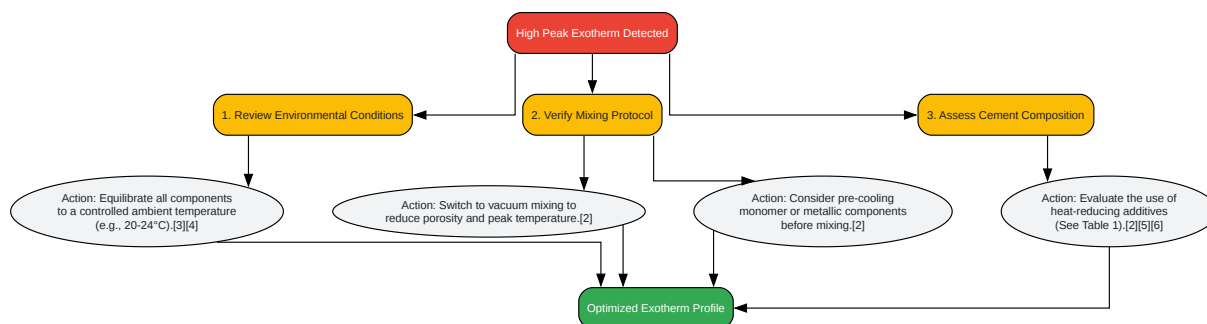 High Peak Exotherm Detected
1. Review Environmental Conditions
2. Verify Mixing Protocol
3. Assess Cement Composition
Action: Equilibrate all components
to a controlled ambient temperature
(e.g., 20-24°C).[3][4]
Action: Switch to vacuum mixing to
reduce porosity and peak temperature.[2]
Action: Consider pre-cooling
monomer or metallic components
before mixing.[2]
Action: Evaluate the use of
heat-reducing additives
(See Table 1).[2][5][6]
Optimized Exotherm Profile